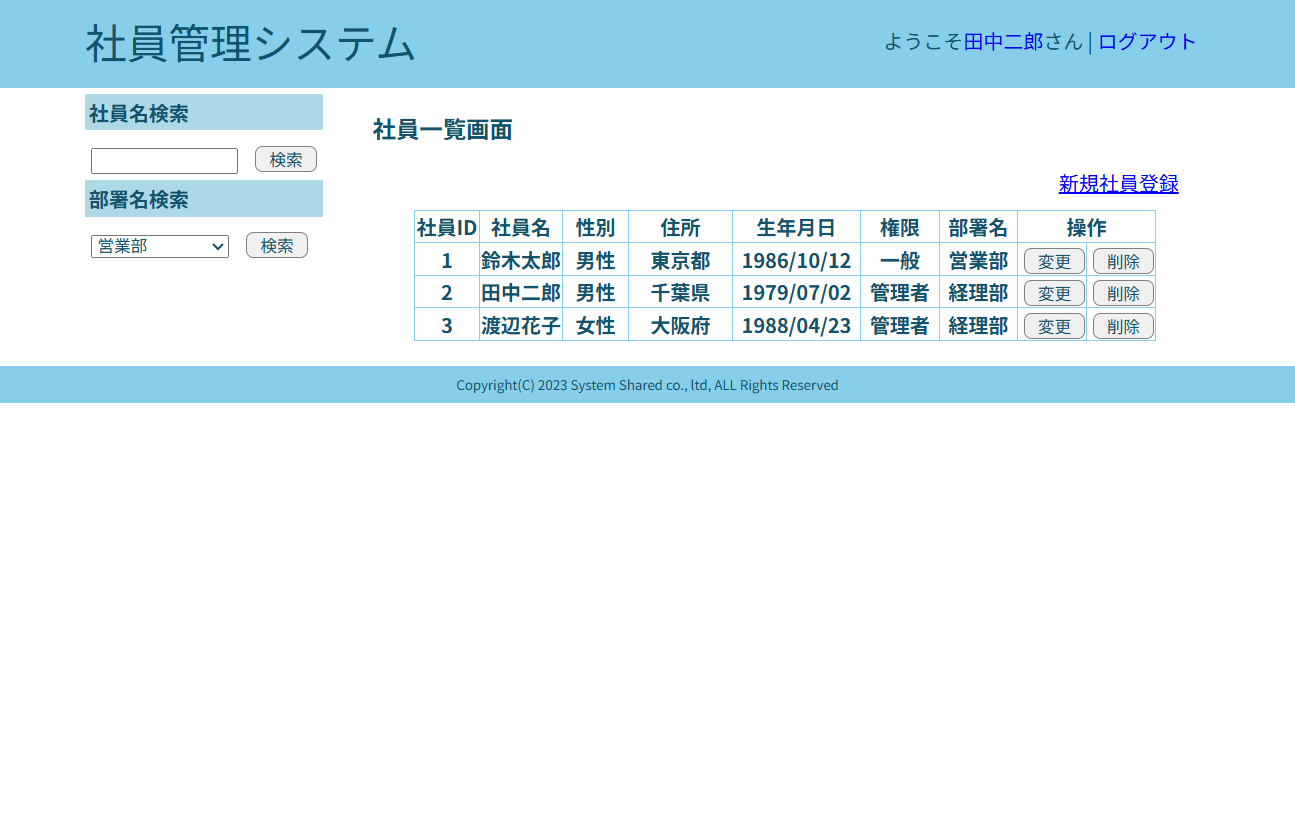 社員管理システム
ようこそ田中二郎さん│ログアウト
社員名検索
検索
部署名検索
営業部 検索
社員一覧画面
新規社員登録
社員ID 社員名 性別 住所 生年月日 権限 部署名 操作
1 鈴木太郎 男性 東京都 1986/10/12 一般 営業部 変更 削除
2 田中二郎 男性 千葉県 1979/07/02 管理者 経理部 変更 削除
3 渡辺花子 女性 大阪府 1988/04/23 管理者 経理部 変更 削除
Copyright(C) 2023 System Shared co., ltd, ALL Rights Reserved